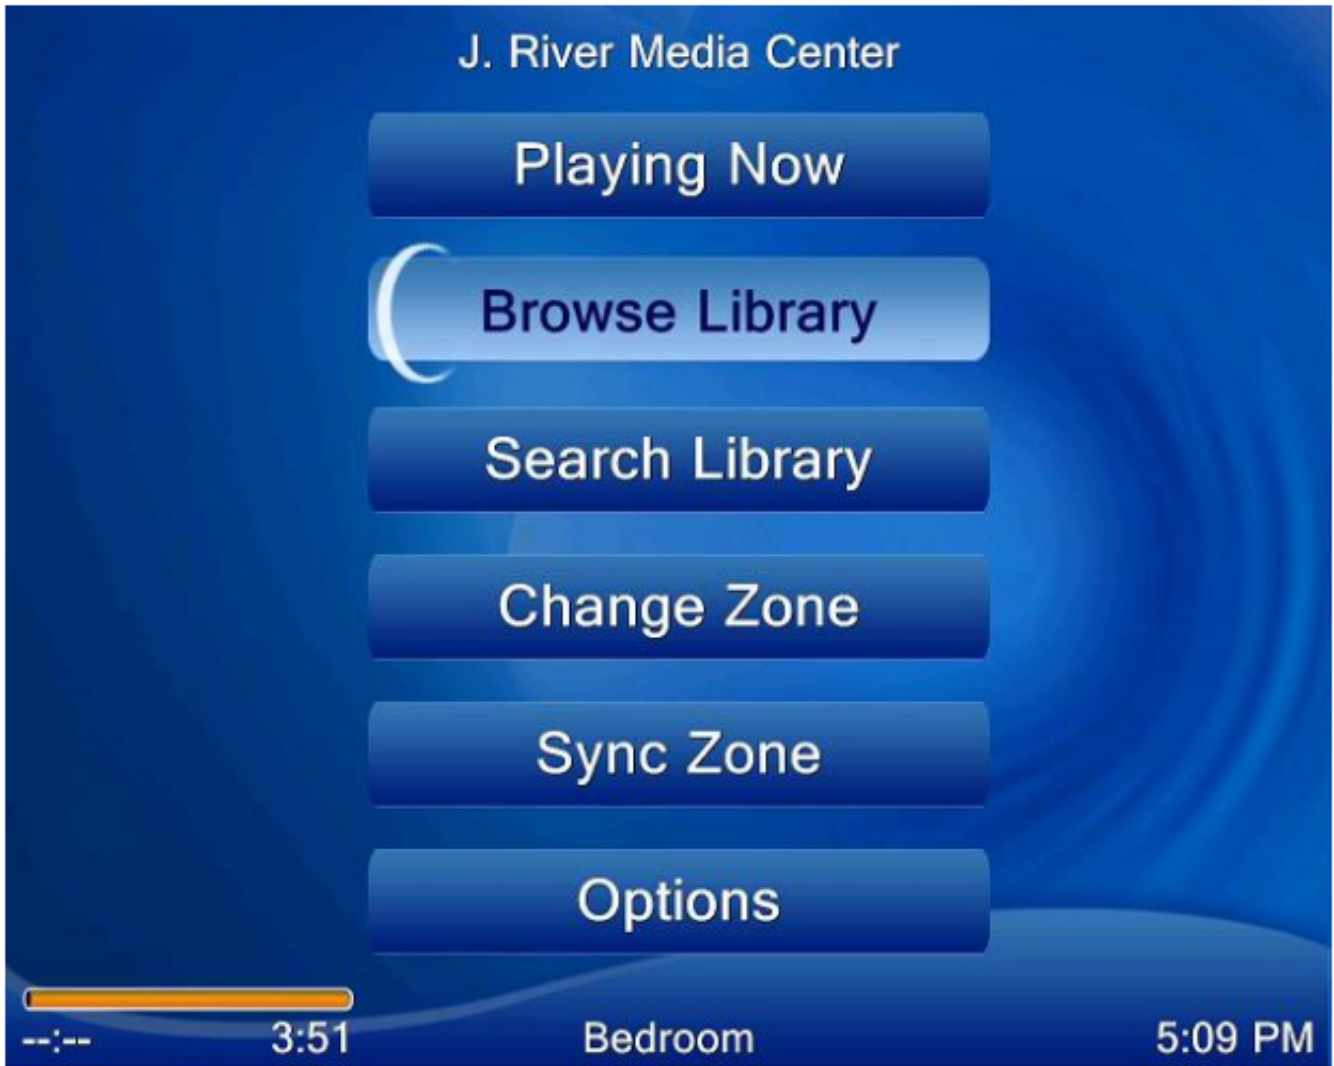 J. River Media Center
Playing Now
Browse Library
Search Library
Change Zone
Sync Zone
Options
--:-- 3:51 Bedroom 5:09 PM